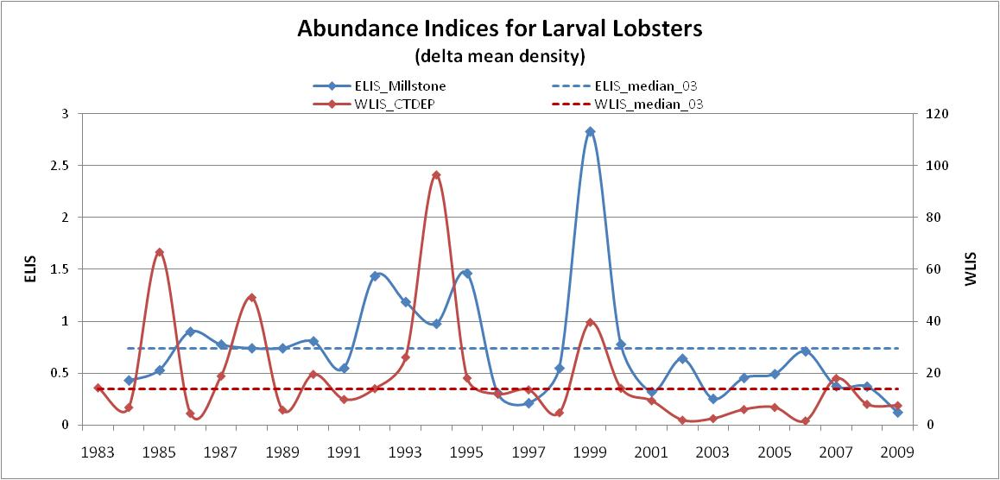 Abundance Indices for Larval Lobsters
(delta mean density)
ELIS_Millstone ELIS_median_03
WLIS_CTDEP WLIS_median_03
3 120
2.5 100
2 80
1.5 60
1 40
0.5 20
0 0
ELIS
WLIS
1983 1985 1987 1989 1991 1993 1995 1997 1999 2001 2003 2005 2007 2009